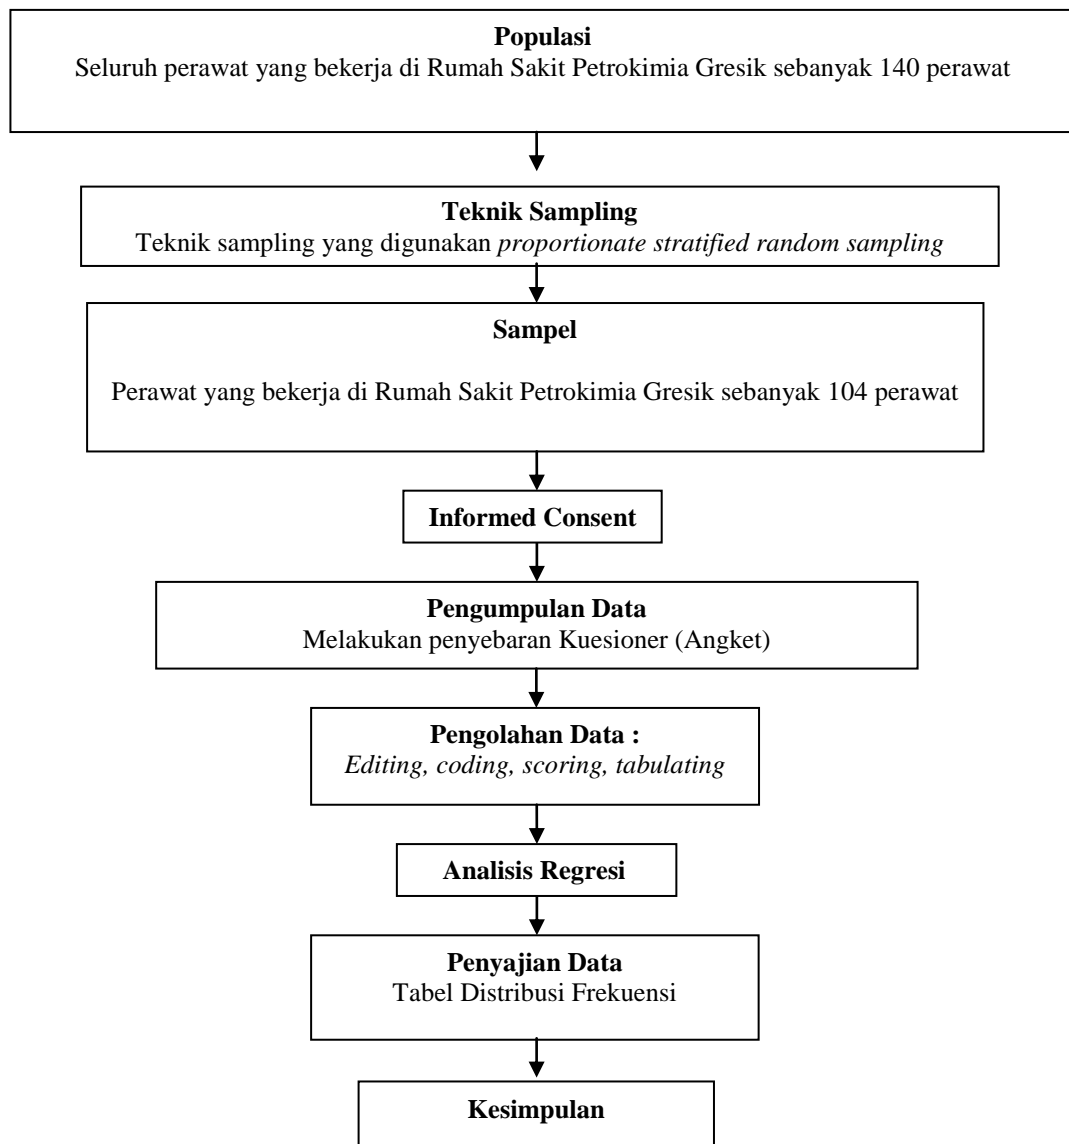 Populasi
Seluruh perawat yang bekerja di Rumah Sakit Petrokimia Gresik sebanyak 140 perawat
Teknik Sampling
Teknik sampling yang digunakan proportionate stratified random sampling
Sampel
Perawat yang bekerja di Rumah Sakit Petrokimia Gresik sebanyak 104 perawat
Informed Consent
Pengumpulan Data
Melakukan penyebaran Kuesioner (Angket)
Pengolahan Data :
Editing, coding, scoring, tabulating
Analisis Regresi
Penyajian Data
Tabel Distribusi Frekuensi
Kesimpulan